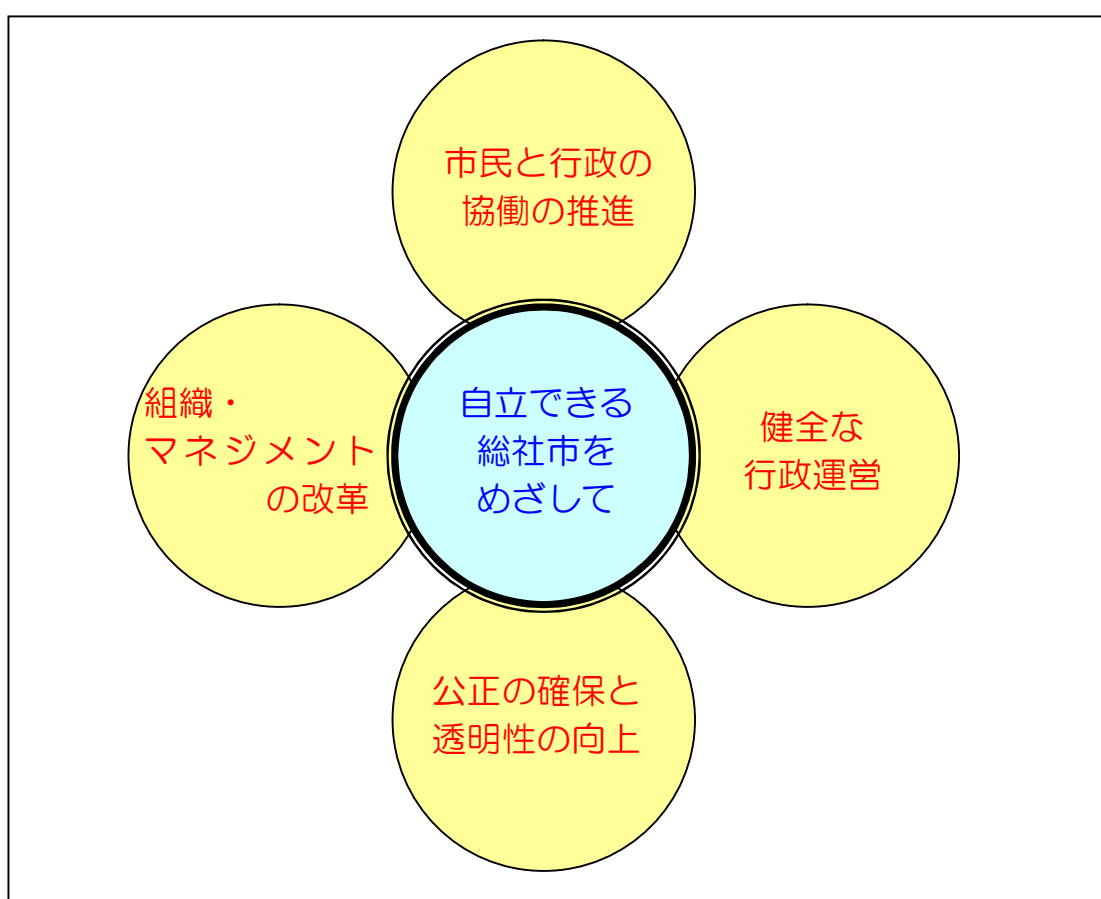 市民と行政の
協働の推進
組織・
マネジメント
の改革
自立できる
総社市を
めざして
健全な
行政運営
公正の確保と
透明性の向上